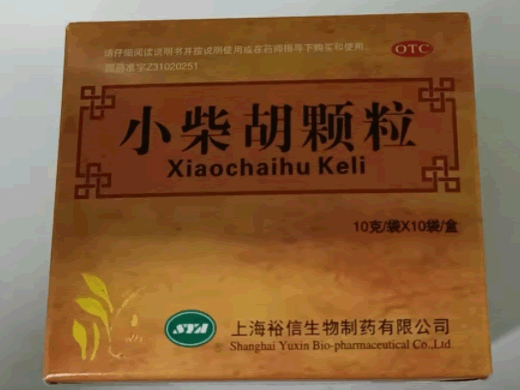 请仔细阅读说明书并按说明使用或在药师指导下购买和使用
国药准字Z31020251
OTC
小柴胡颗粒
Xiaochaihu Keli
10克/袋X10袋/盒
SYA
上海裕信生物制药有限公司
Shanghai Yuxin Bio-pharmaceutical Co.,Ltd